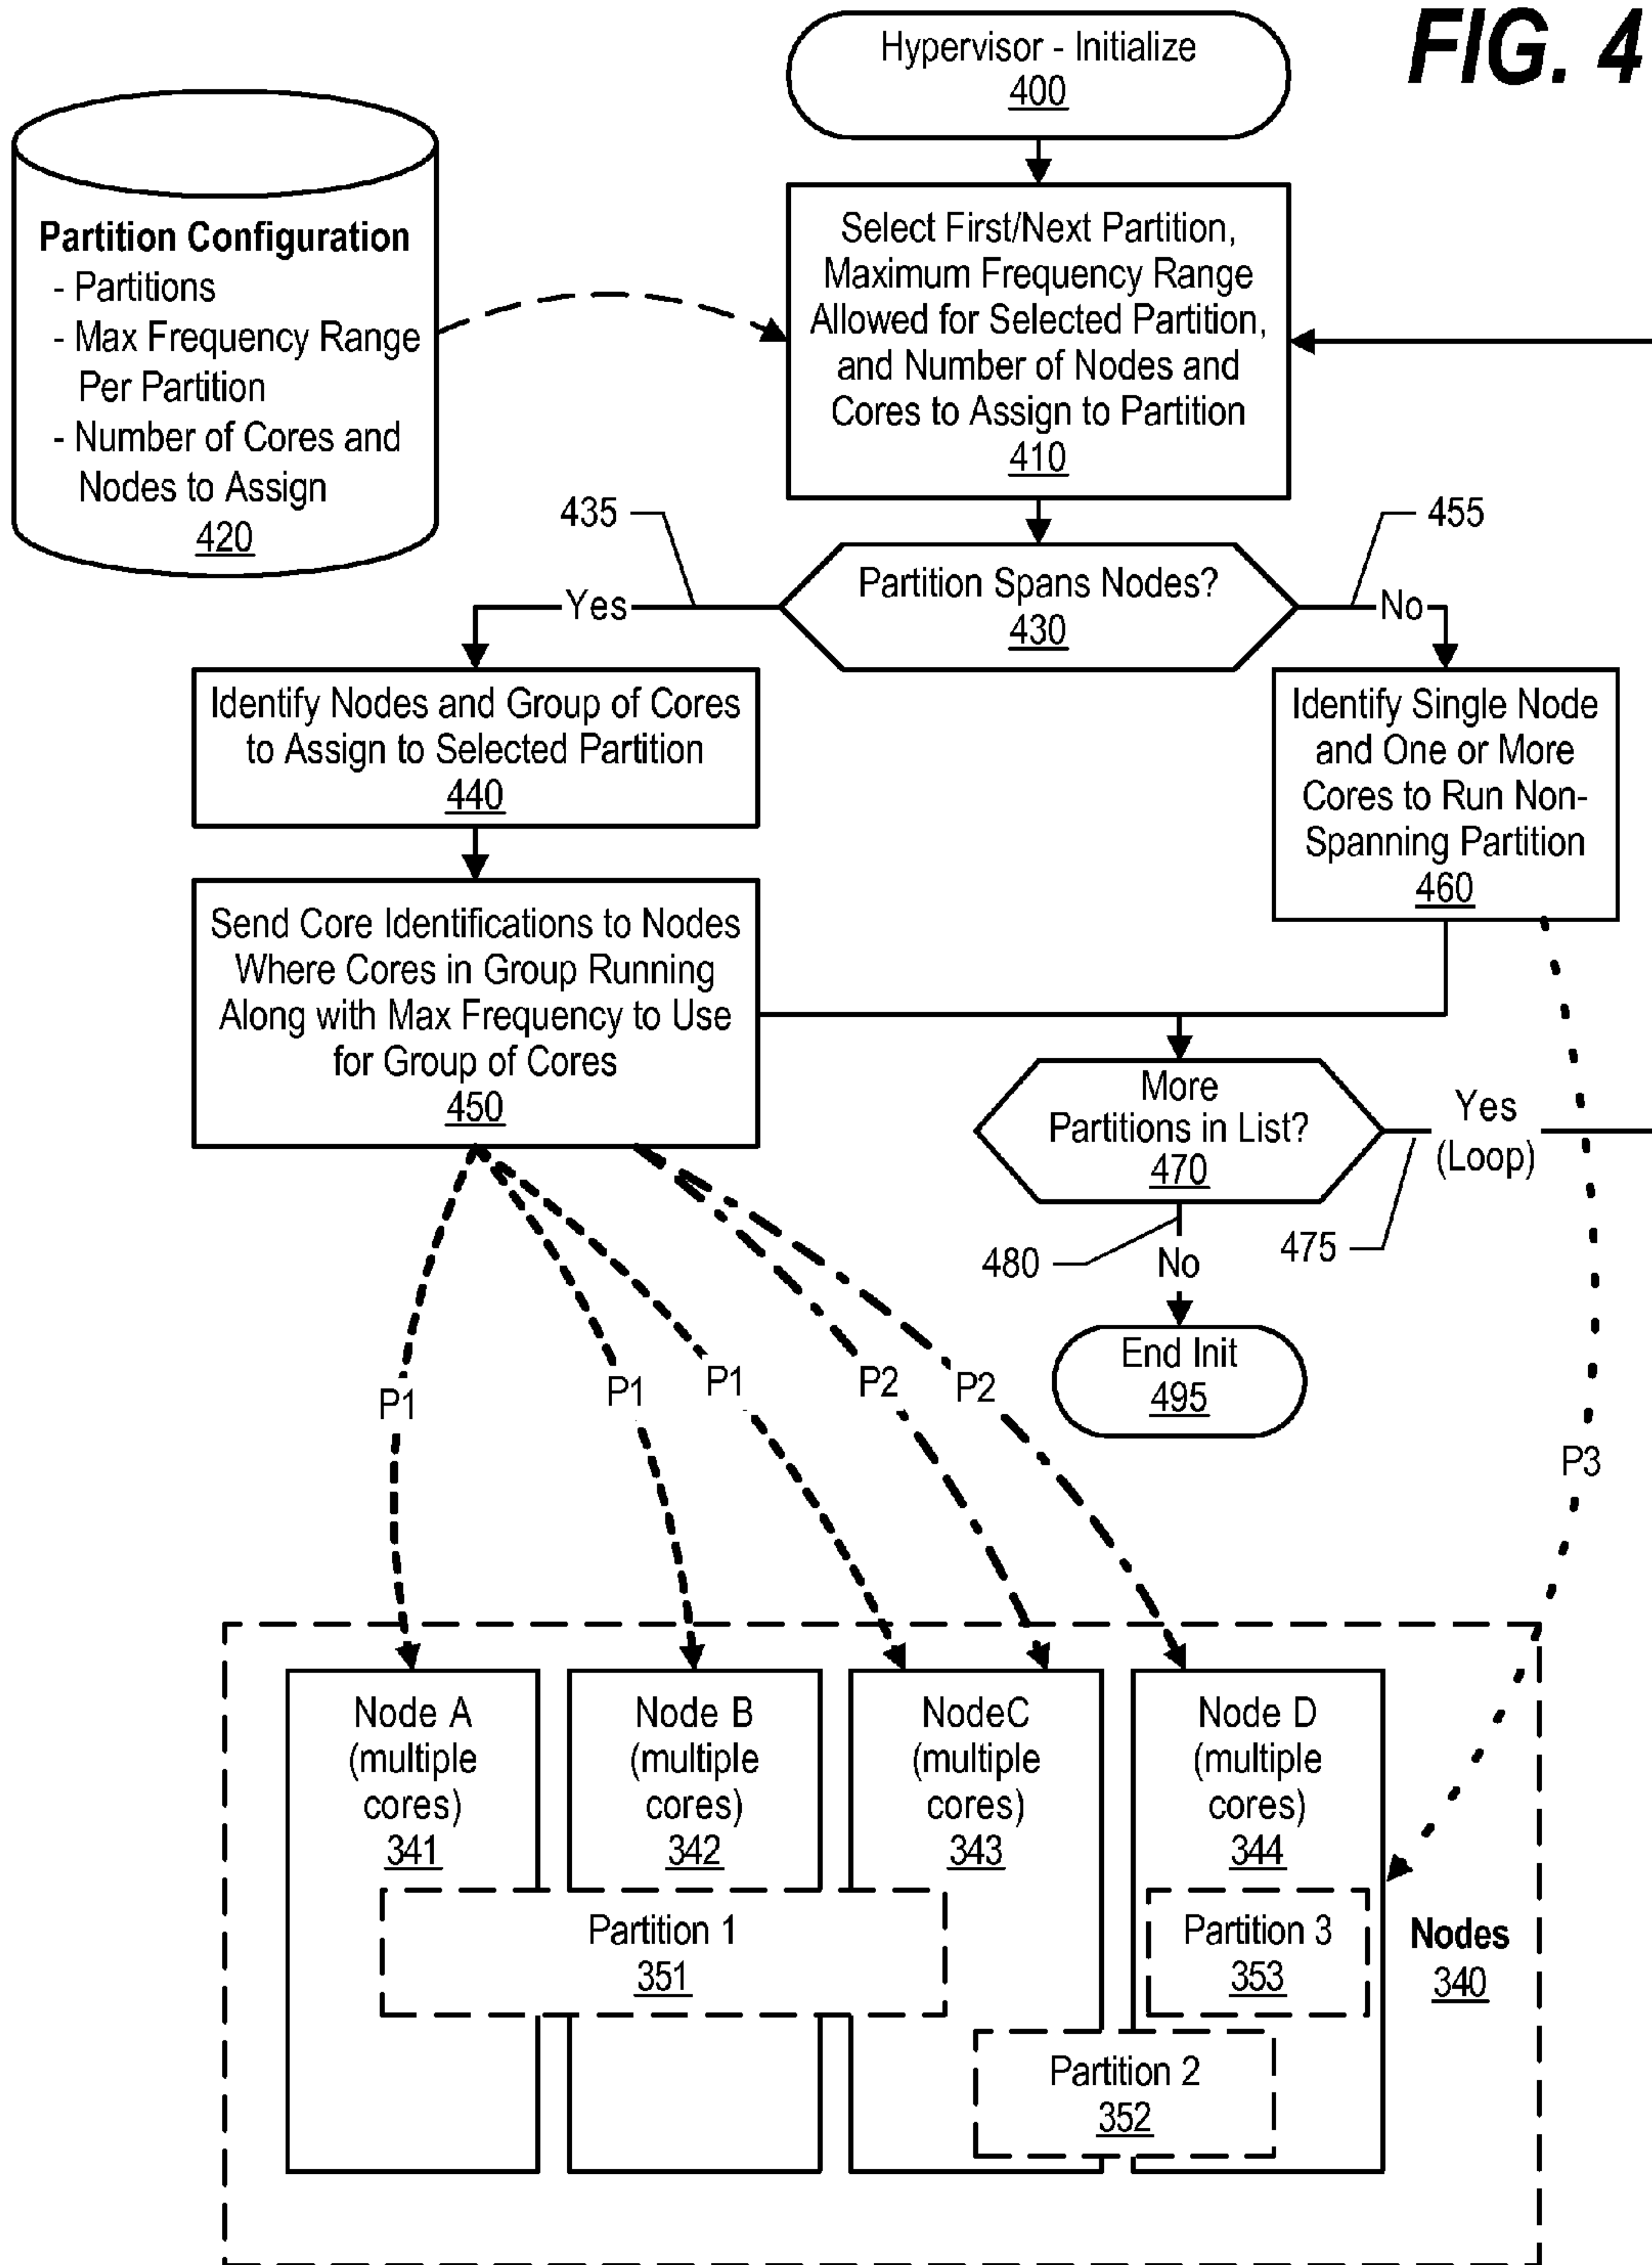 FIG. 4
Hypervisor - Initialize
400
Partition Configuration
- Partitions
- Max Frequency Range
Per Partition
- Number of Cores and
Nodes to Assign
420
Select First/Next Partition,
Maximum Frequency Range
Allowed for Selected Partition,
and Number of Nodes and
Cores to Assign to Partition
410
435
455
Partition Spans Nodes?
430
Yes
No
Identify Nodes and Group of Cores
to Assign to Selected Partition
440
Identify Single Node
and One or More
Cores to Run Non-
Spanning Partition
460
Send Core Identifications to Nodes
Where Cores in Group Running
Along with Max Frequency to Use
for Group of Cores
450
More
Partitions in List?
470
Yes
(Loop)
475
480
No
End Init
495
P1
P1
P1
P2
P2
P3
Node A
(multiple
cores)
341
Node B
(multiple
cores)
342
NodeC
(multiple
cores)
343
Node D
(multiple
cores)
344
Partition 1
351
Partition 3
353
Nodes
340
Partition 2
352